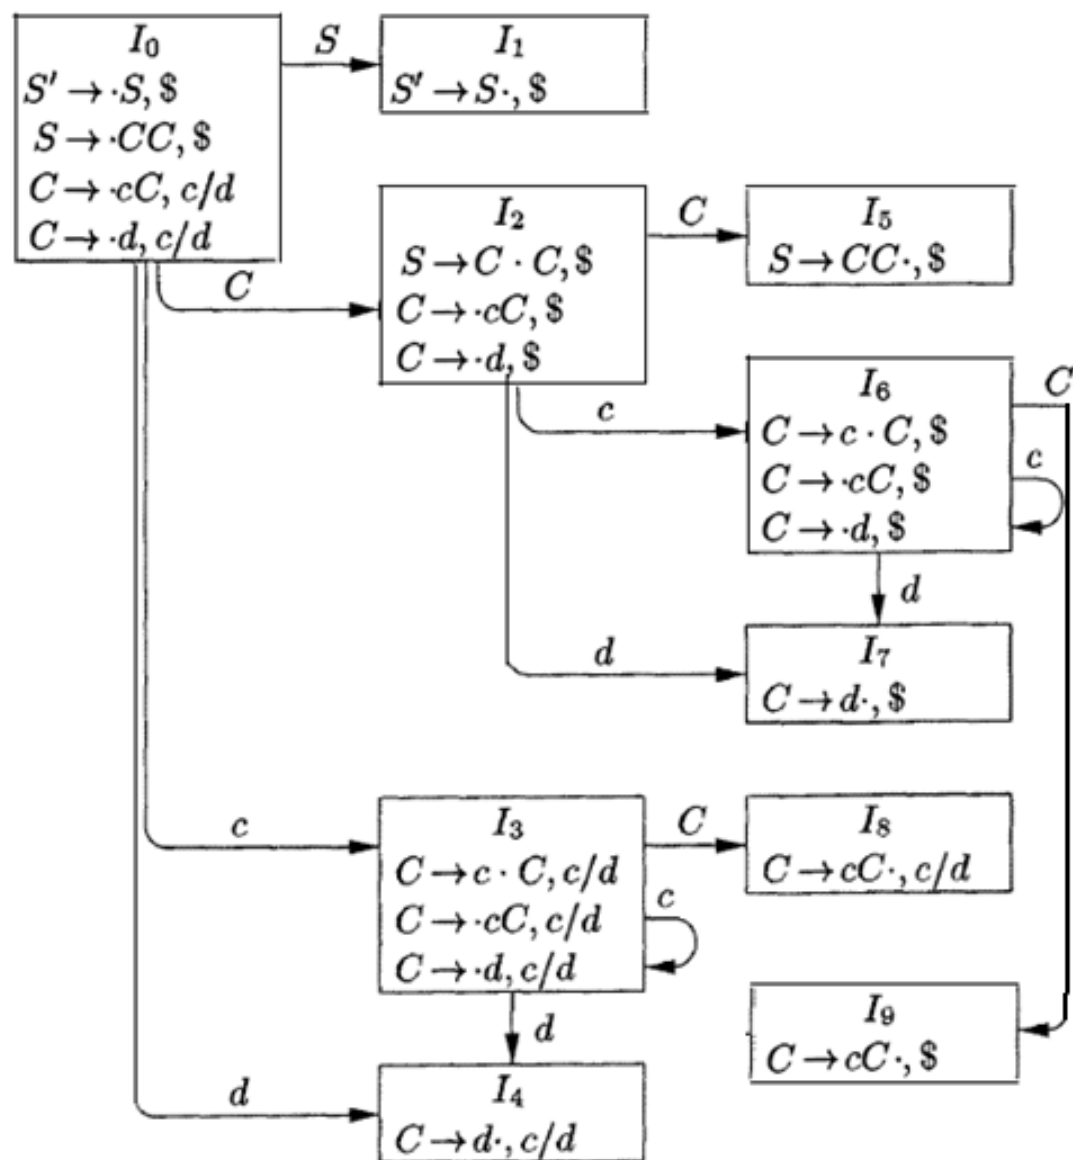 I₀
S′ → ·S, $
S → ·CC, $
C → ·cC, c/d
C → ·d, c/d
S
I₁
S′ → S·, $
C
I₂
S → C · C, $
C → ·cC, $
C → ·d, $
C
I₅
S → CC·, $
c
I₆
C → c · C, $
C → ·cC, $
C → ·d, $
C
c
d
d
I₇
C → d·, $
c
I₃
C → c · C, c/d
C → ·cC, c/d
C → ·d, c/d
C
c
I₈
C → cC·, c/d
d
I₉
C → cC·, $
d
I₄
C → d·, c/d